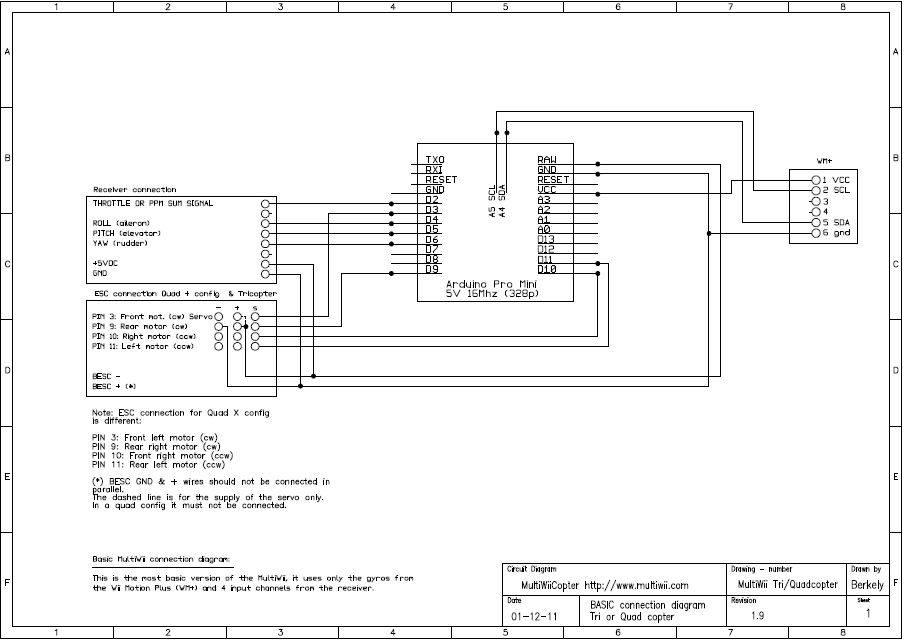 1 2 3 4 5 6 7 8
A A
B B
C C
D D
E E
F F
Receiver connection
THROTTLE OR PPM SUM SIGNAL
ROLL (aileron)
PITCH (elevator)
YAW (rudder)
+5VDC
GND
ESC connection Quad + config & Tricopter
- + s
PIN 3: Front mot. (cw) Servo
PIN 9: Rear motor (cw)
PIN 10: Right motor (ccw)
PIN 11: Left motor (ccw)
BESC -
BESC + (*)
TXO
RXI
RESET
GND
D2
D3
D4
D5
D6
D7
D8
D9
A5 SCL
A4 SDA
RAW
GND
RESET
VCC
A3
A2
A1
A0
D13
D12
D11
D10
Arduino Pro Mini
5V 16Mhz (328p)
WM+
1 VCC
2 SCL
3
4
5 SDA
6 gnd
Note: ESC connection for Quad X config
is different:
PIN 3: Front left motor (cw)
PIN 9: Rear right motor (cw)
PIN 10: Front right motor (ccw)
PIN 11: Rear left motor (ccw)
(*) BESC GND & + wires should not be connected in
parallel.
The dashed line is for the supply of the servo only.
In a quad config it must not be connected.
Basic MultiWii connection diagram:
This is the most basic version of the MultiWii, it uses only the gyros from
the Wii Motion Plus (WM+) and 4 input channels from the receiver.
Circuit Diagram
MultiWiiCopter http://www.multiwii.com
Drawing - number
MultiWii Tri/Quadcopter
Drawn by
Berkely
Date
01-12-11
BASIC connection diagram
Tri or Quad copter
Revision
1.9
Sheet
1
1 2 3 4 5 6 7 8